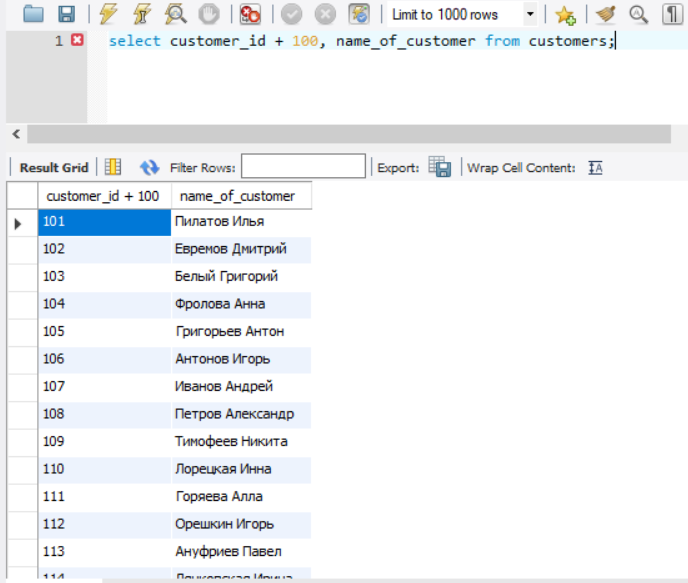 Limit to 1000 rows
1 select customer_id + 100, name_of_customer from customers;
Result Grid Filter Rows: Export: Wrap Cell Content:
customer_id + 100 name_of_customer
101 Пилатов Илья
102 Евремов Дмитрий
103 Белый Григорий
104 Фролова Анна
105 Григорьев Антон
106 Антонов Игорь
107 Иванов Андрей
108 Петров Александр
109 Тимофеев Никита
110 Лорецкая Инна
111 Горяева Алла
112 Орешкин Игорь
113 Ануфриев Павел
114